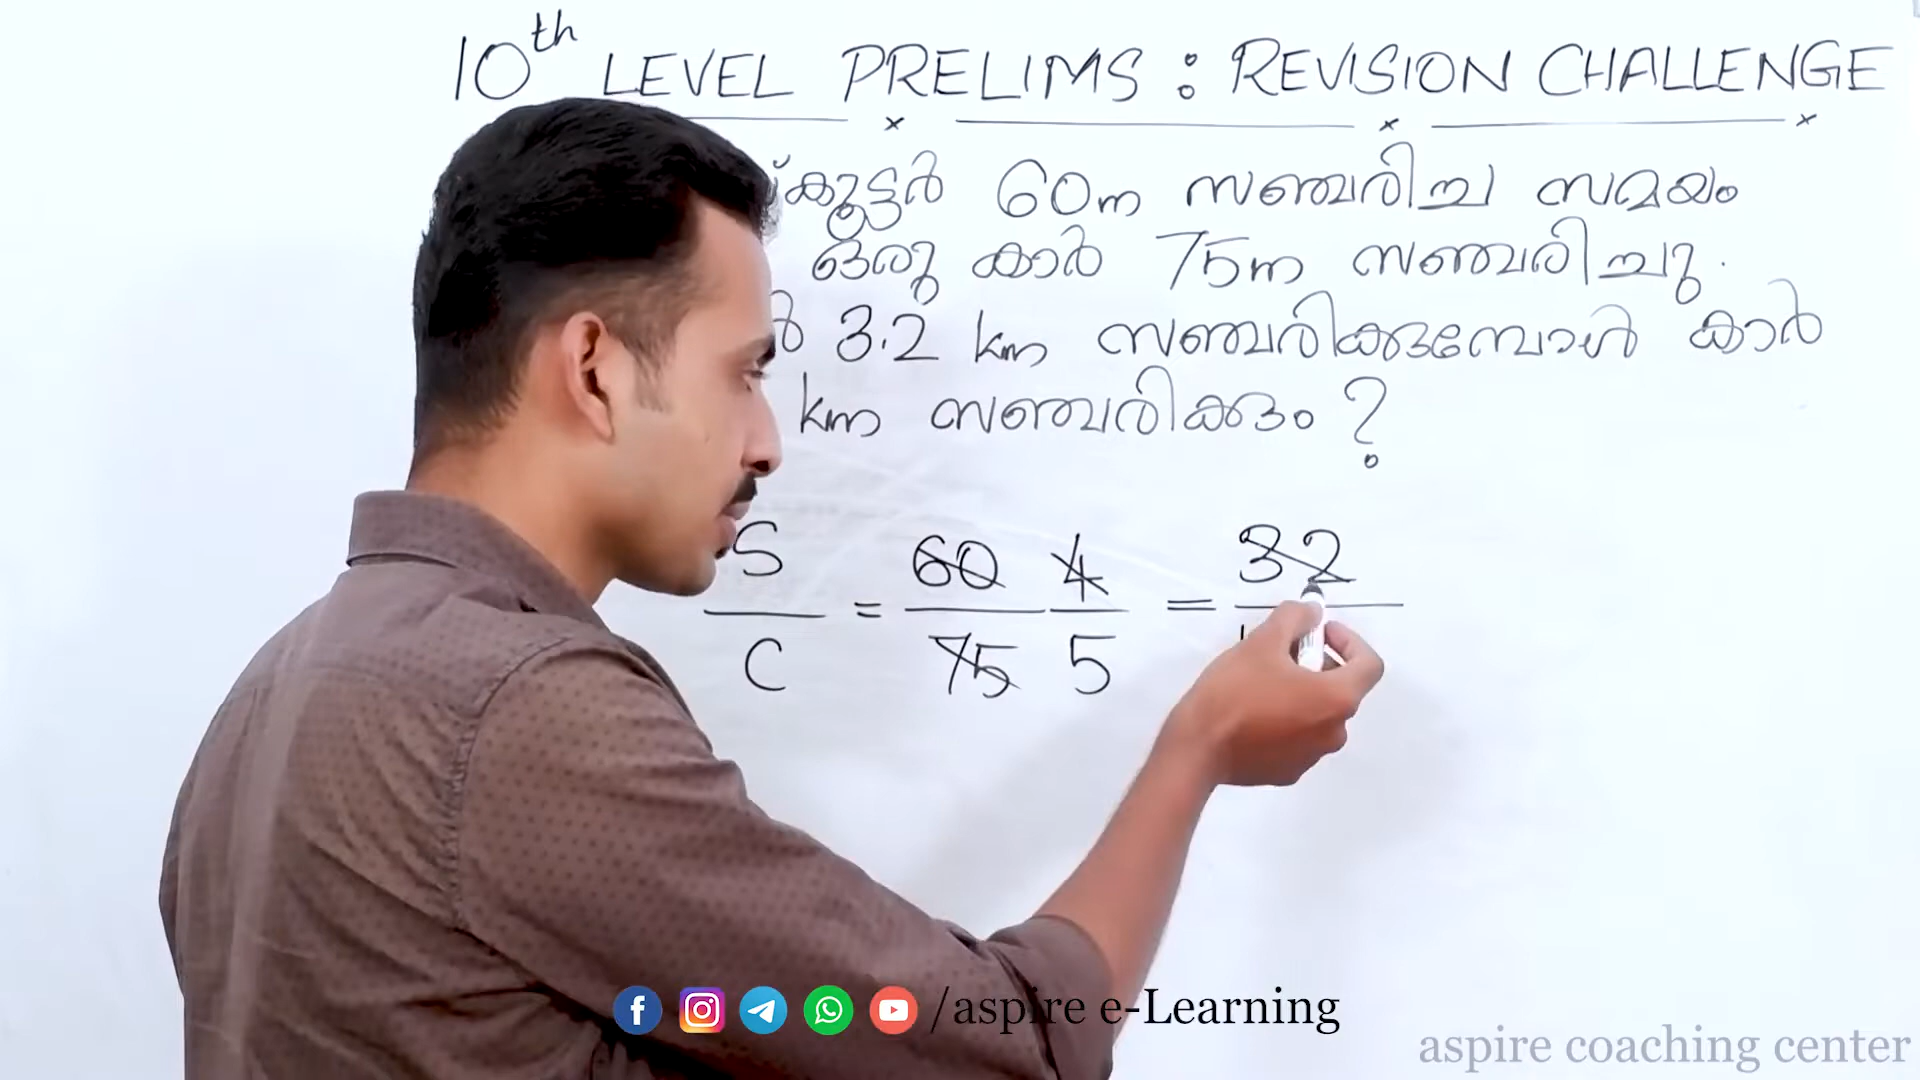 10th LEVEL PRELIMS : REVISION CHALLENGE
60m സഞ്ചരിച്ച സമയം
ഒരു കാർ 75m സഞ്ചരിച്ചു.
3.2 km സഞ്ചരിക്കുമ്പോൾ കാർ
km സഞ്ചരിക്കും ?
S/C = 60/75 4/5 = 32
/aspire e-Learning
aspire coaching center